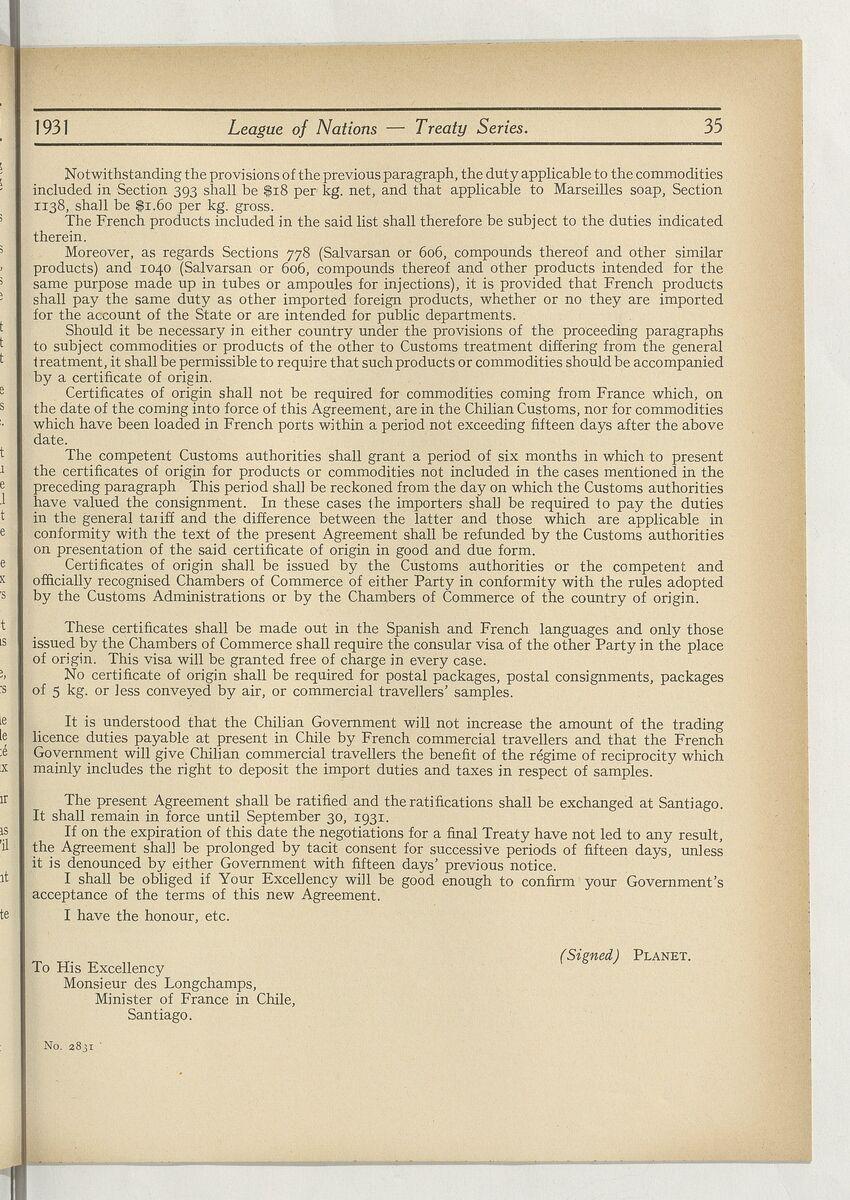 1931 League of Nations — Treaty Series. 35
Notwithstanding the provisions of the previous paragraph, the duty applicable to the commodities
included in Section 393 shall be $18 per kg. net, and that applicable to Marseilles soap, Section
1138, shall be $1.60 per kg. gross.
The French products included in the said list shall therefore be subject to the duties indicated
therein.
Moreover, as regards Sections 778 (Salvarsan or 606, compounds thereof and other similar
products) and 1040 (Salvarsan or 606, compounds thereof and other products intended for the
same purpose made up in tubes or ampoules for injections), it is provided that French products
shall pay the same duty as other imported foreign products, whether or no they are imported
for the account of the State or are intended for public departments.
Should it be necessary in either country under the provisions of the proceeding paragraphs
to subject commodities or products of the other to Customs treatment differing from the general
treatment, it shall be permissible to require that such products or commodities should be accompanied
by a certificate of origin.
Certificates of origin shall not be required for commodities coming from France which, on
the date of the coming into force of this Agreement, are in the Chilian Customs, nor for commodities
which have been loaded in French ports within a period not exceeding fifteen days after the above
date.
The competent Customs authorities shall grant a period of six months in which to present
the certificates of origin for products or commodities not included in the cases mentioned in the
preceding paragraph This period shall be reckoned from the day on which the Customs authorities
have valued the consignment. In these cases the importers shall be required to pay the duties
in the general tariff and the difference between the latter and those which are applicable in
conformity with the text of the present Agreement shall be refunded by the Customs authorities
on presentation of the said certificate of origin in good and due form.
Certificates of origin shall be issued by the Customs authorities or the competent and
officially recognised Chambers of Commerce of either Party in conformity with the rules adopted
by the Customs Administrations or by the Chambers of Commerce of the country of origin.
These certificates shall be made out in the Spanish and French languages and only those
issued by the Chambers of Commerce shall require the consular visa of the other Party in the place
of origin. This visa will be granted free of charge in every case.
No certificate of origin shall be required for postal packages, postal consignments, packages
of 5 kg. or less conveyed by air, or commercial travellers' samples.
It is understood that the Chilian Government will not increase the amount of the trading
licence duties payable at present in Chile by French commercial travellers and that the French
Government will give Chilian commercial travellers the benefit of the régime of reciprocity which
mainly includes the right to deposit the import duties and taxes in respect of samples.
The present Agreement shall be ratified and the ratifications shall be exchanged at Santiago.
It shall remain in force until September 30, 1931.
If on the expiration of this date the negotiations for a final Treaty have not led to any result,
the Agreement shall be prolonged by tacit consent for successive periods of fifteen days, unless
it is denounced by either Government with fifteen days' previous notice.
I shall be obliged if Your Excellency will be good enough to confirm your Government's
acceptance of the terms of this new Agreement.
I have the honour, etc.
(Signed) PLANET.
To His Excellency
Monsieur des Longchamps,
Minister of France in Chile,
Santiago.
No. 2831